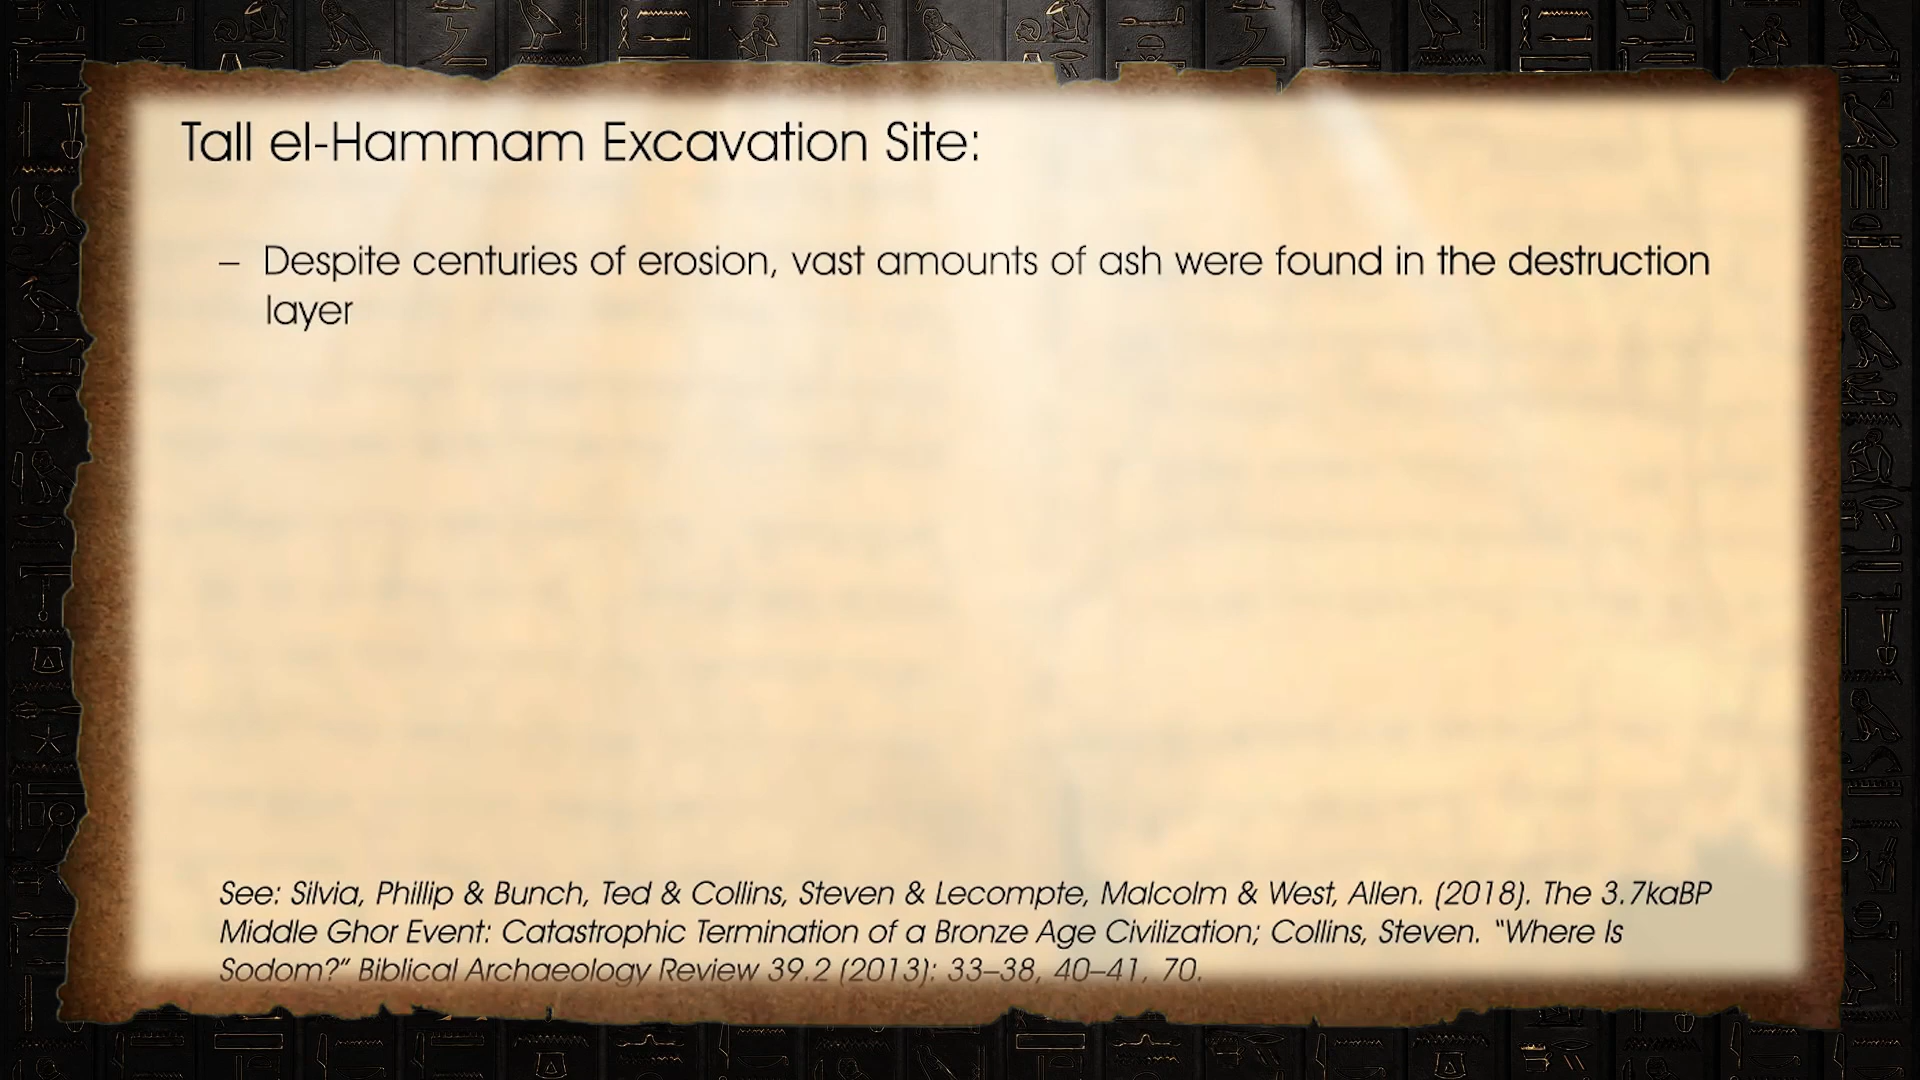 Tall el-Hammam Excavation Site:
– Despite centuries of erosion, vast amounts of ash were found in the destruction
layer
See: Silvia, Phillip & Bunch, Ted & Collins, Steven & Lecompte, Malcolm & West, Allen. (2018). The 3.7kaBP
Middle Ghor Event: Catastrophic Termination of a Bronze Age Civilization; Collins, Steven. “Where Is
Sodom?” Biblical Archaeology Review 39.2 (2013): 33–38, 40–41, 70.